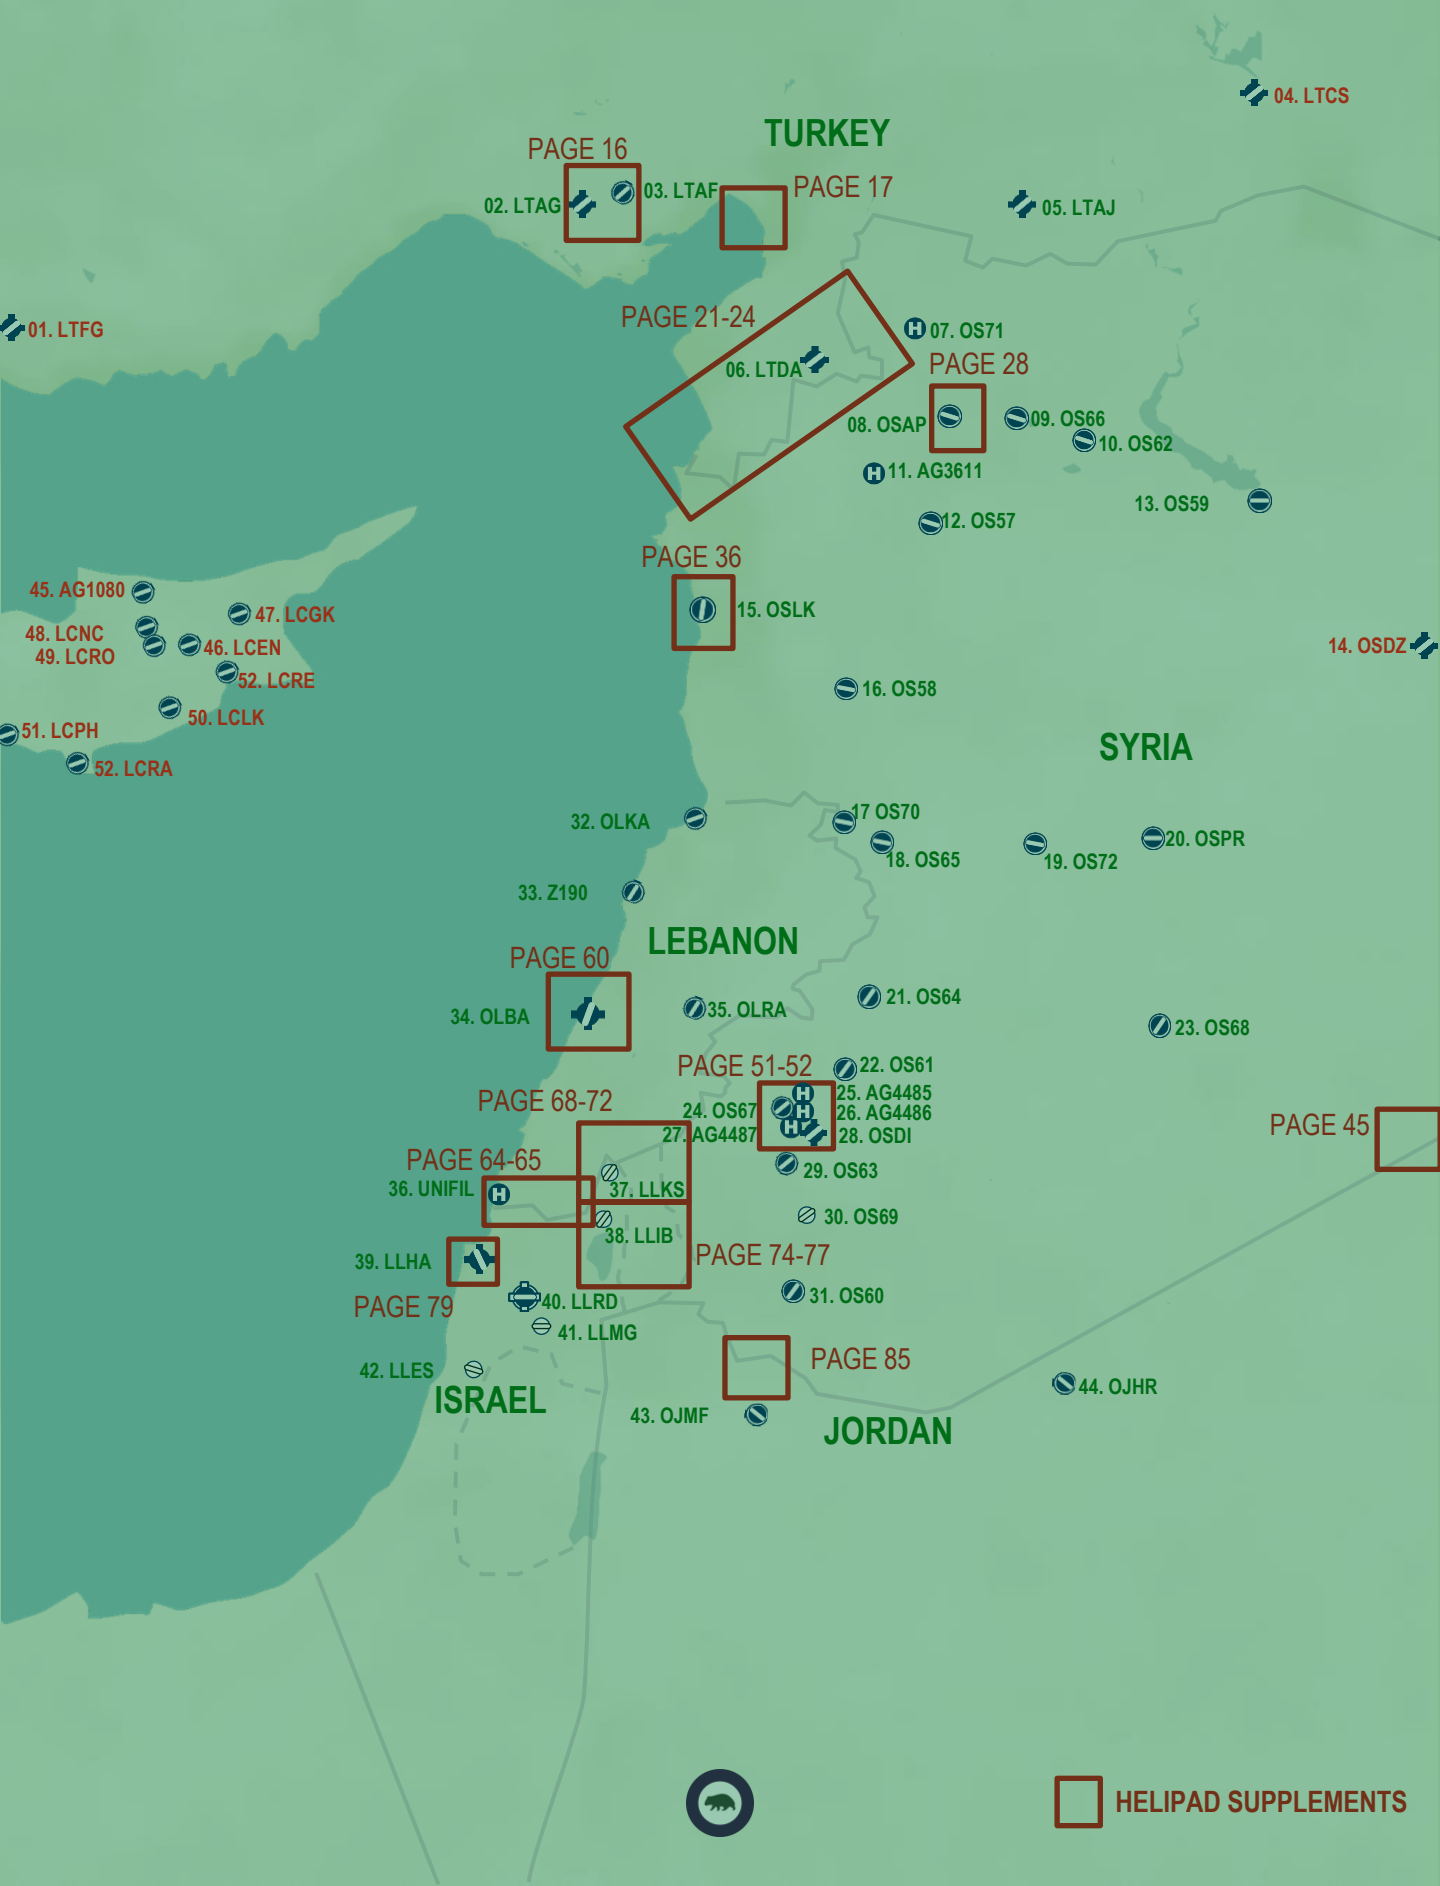 04. LTCS
TURKEY
PAGE 16
02. LTAG
03. LTAF
PAGE 17
05. LTAJ
01. LTFG
PAGE 21-24
07. OS71
06. LTDA
PAGE 28
08. OSAP
09. OS66
10. OS62
11. AG3611
13. OS59
12. OS57
PAGE 36
15. OSLK
45. AG1080
47. LCGK
48. LCNC
49. LCRO
46. LCEN
52. LCRE
50. LCLK
51. LCPH
52. LCRA
14. OSDZ
16. OS58
SYRIA
32. OLKA
17 OS70
18. OS65
19. OS72
20. OSPR
33. Z190
LEBANON
PAGE 60
34. OLBA
35. OLRA
21. OS64
23. OS68
22. OS61
PAGE 51-52
25. AG4485
24. OS67
26. AG4486
27. AG4487
28. OSDI
PAGE 68-72
PAGE 45
PAGE 64-65
29. OS63
36. UNIFIL
37. LLKS
30. OS69
38. LLIB
39. LLHA
PAGE 74-77
PAGE 79
40. LLRD
31. OS60
41. LLMG
42. LLES
PAGE 85
ISRAEL
44. OJHR
43. OJMF
JORDAN
HELIPAD SUPPLEMENTS